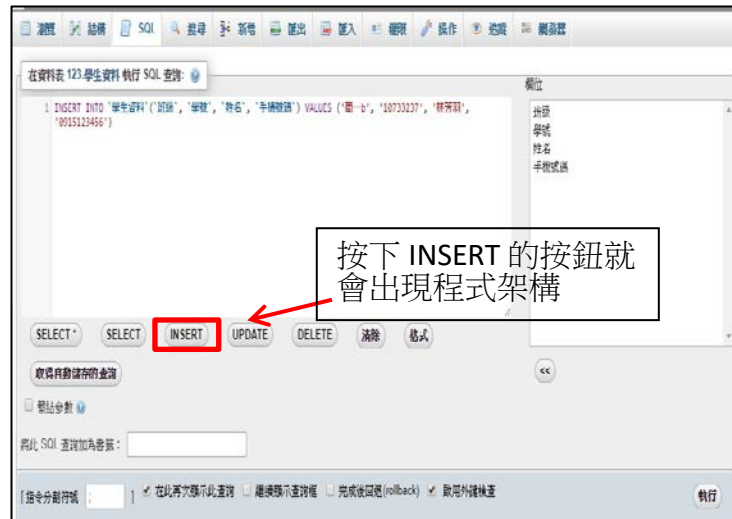 瀏覽 結構 SQL 搜尋 新增 匯出 匯入 權限 操作 追蹤 觸發器
在資料表 123.學生資料 執行 SQL 查詢:
欄位
1 INSERT INTO `學生資料`(`班級`, `學號`, `姓名`, `手機號碼`) VALUES ('間一b', '10733237', '林芳羽',
'0915123456')
班級
學號
姓名
手機號碼
按下 INSERT 的按鈕就
會出現程式架構
SELECT* SELECT INSERT UPDATE DELETE 清除 格式
取得自動儲存的查詢
<<
繫結參數
將此 SQL 查詢加為書籤:
[ 指令分割符號 ; ] 在此再次顯示此查詢 繼續顯示查詢框 完成後回退(rollback) 啟用外鍵檢查
執行